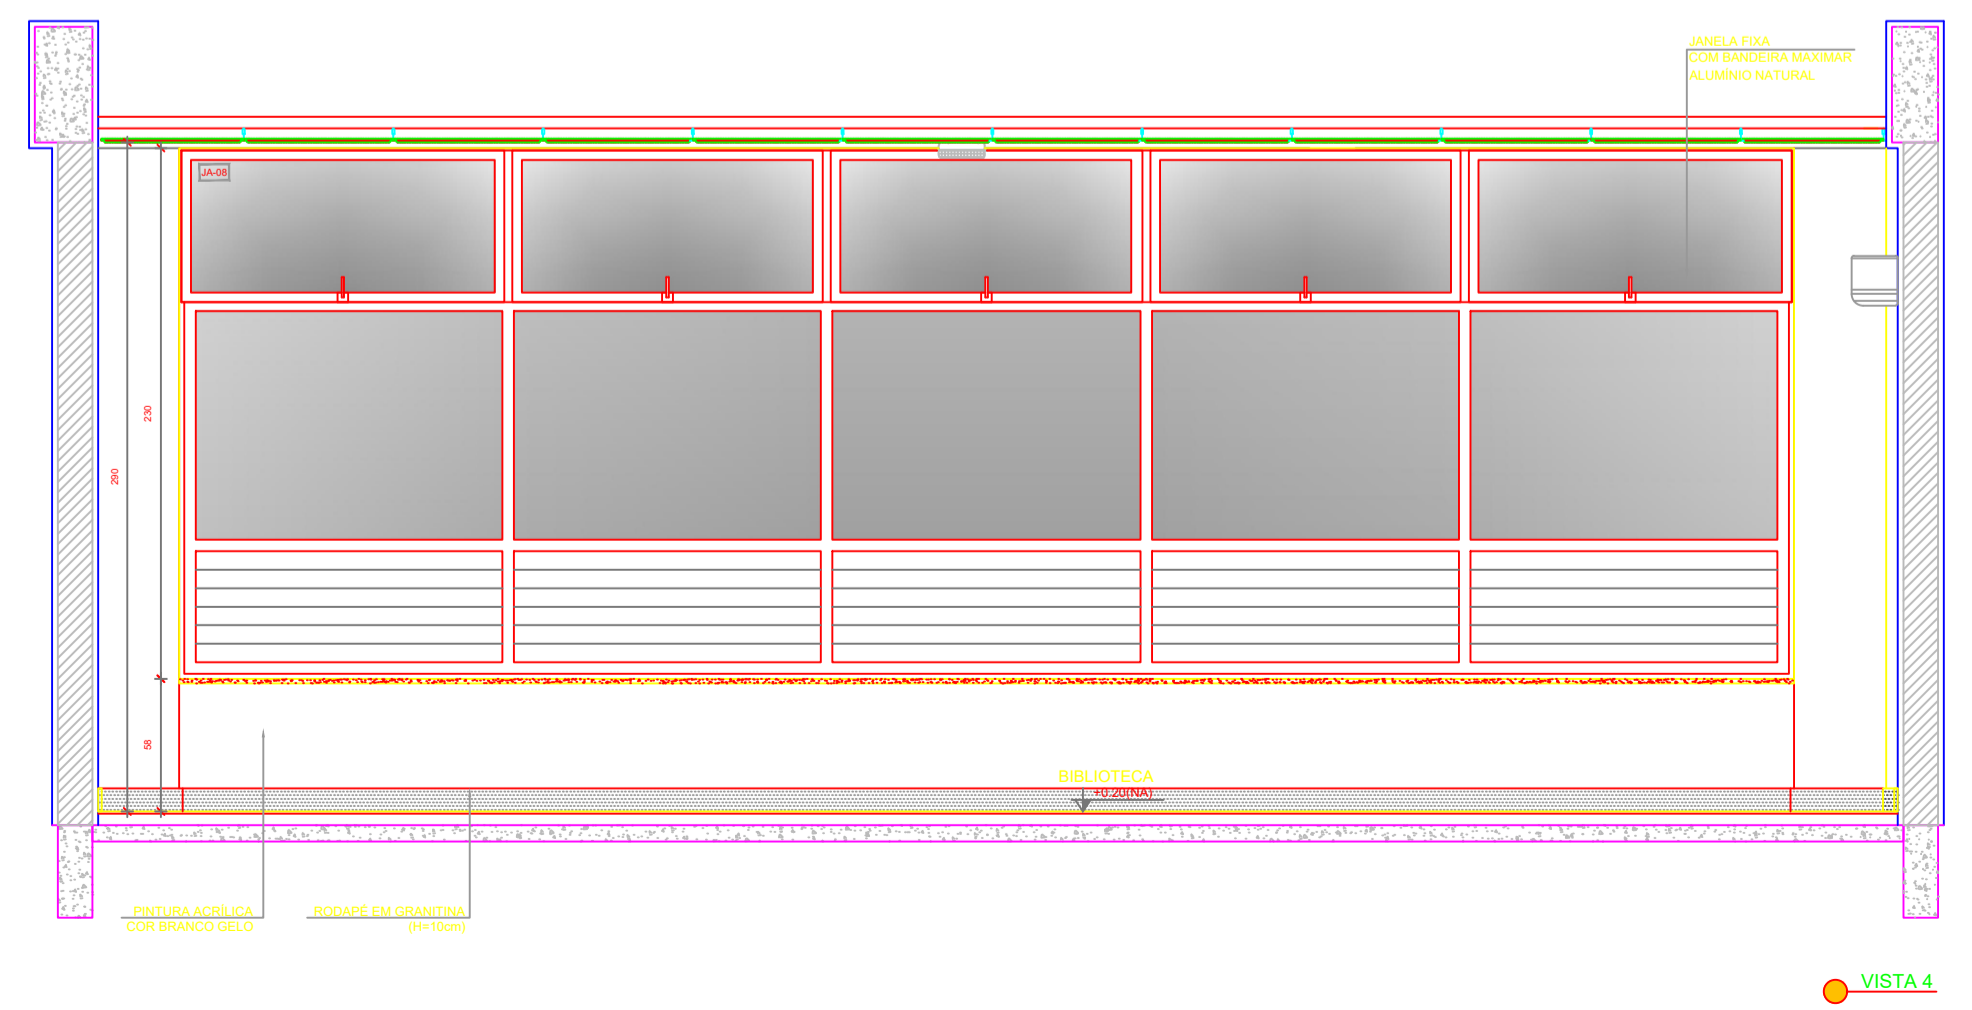 JANELA FIXA
COM BANDEIRA MAXIMAR
ALUMÍNIO NATURAL
JA-08
230
290
58
BIBLIOTECA
+0.20(NA)
PINTURA ACRÍLICA
COR BRANCO GELO
RODAPÉ EM GRANITINA
(H=10cm)
VISTA 4